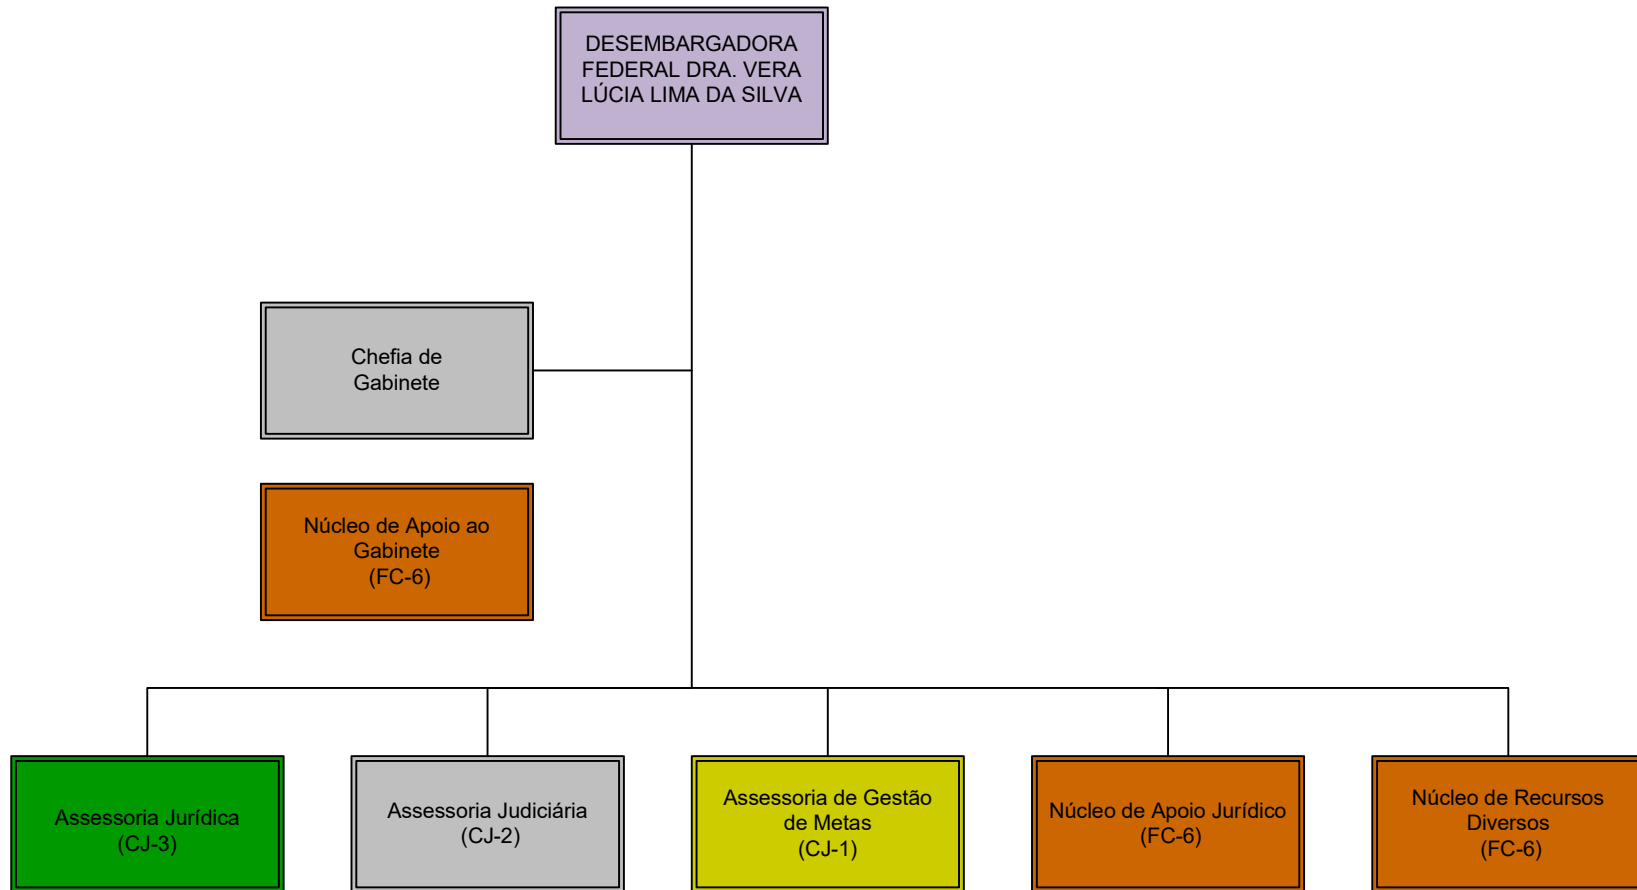 DESEMBARGADORA
FEDERAL DRA. VERA
LÚCIA LIMA DA SILVA
Chefia de
Gabinete
Núcleo de Apoio ao
Gabinete
(FC-6)
Assessoria Jurídica
(CJ-3)
Assessoria Judiciária
(CJ-2)
Assessoria de Gestão
de Metas
(CJ-1)
Núcleo de Apoio Jurídico
(FC-6)
Núcleo de Recursos
Diversos
(FC-6)